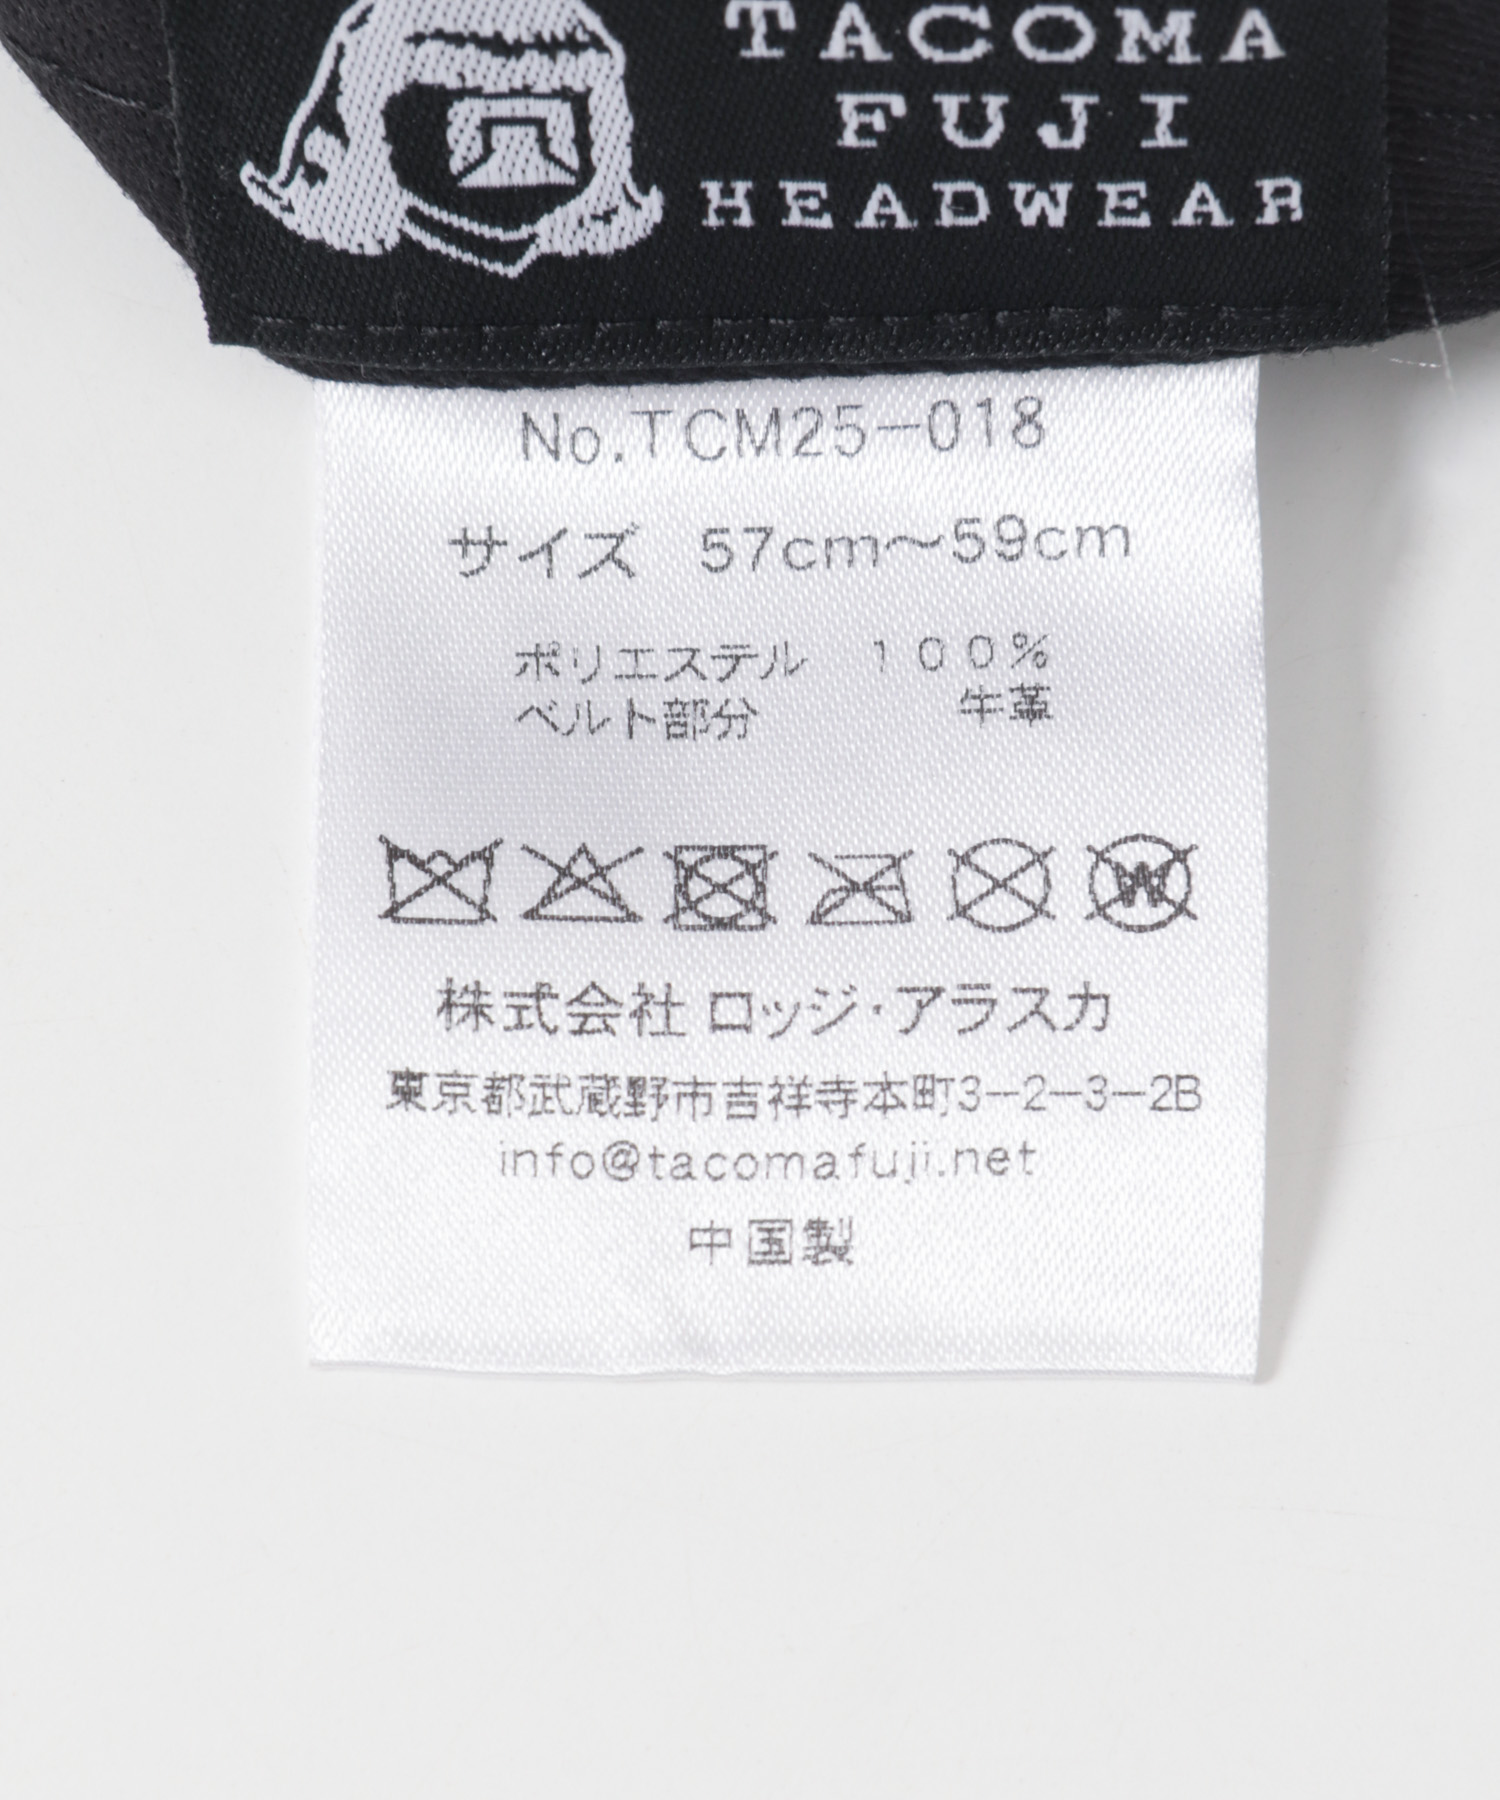 TACOMA
FUJI
HEADWEAR
No.TCM25-018
サイズ 57cm〜59cm
ポリエステル 100%
ベルト部分 牛革
W
株式会社 ロッジ・アラスカ
東京都武蔵野市吉祥寺本町3-2-3-2B
info@tacomafuji.net
中国製